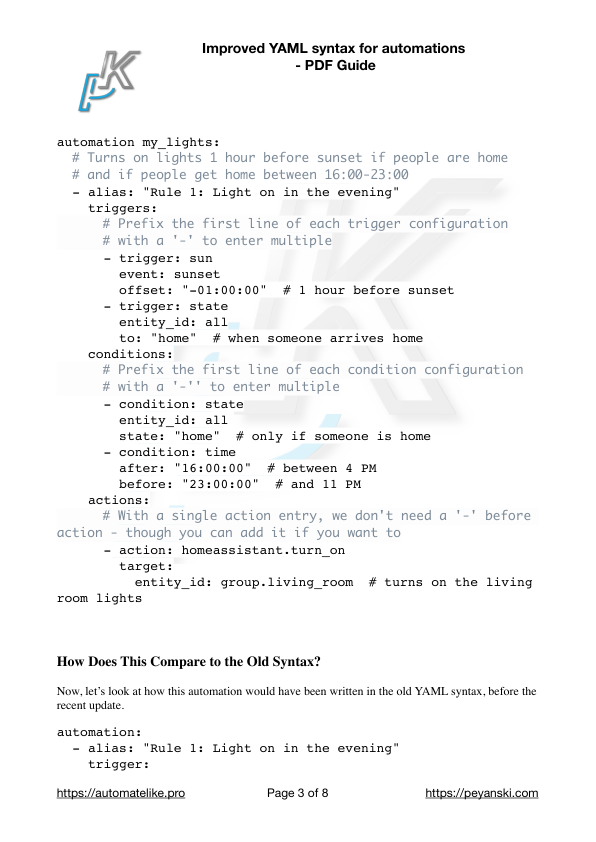 Improved YAML syntax for automations
- PDF Guide
automation my_lights:
  # Turns on lights 1 hour before sunset if people are home
  # and if people get home between 16:00-23:00
  - alias: "Rule 1: Light on in the evening"
    triggers:
      # Prefix the first line of each trigger configuration
      # with a '-' to enter multiple
      - trigger: sun
        event: sunset
        offset: "-01:00:00"  # 1 hour before sunset
      - trigger: state
        entity_id: all
        to: "home"  # when someone arrives home
    conditions:
      # Prefix the first line of each condition configuration
      # with a '-'' to enter multiple
      - condition: state
        entity_id: all
        state: "home"  # only if someone is home
      - condition: time
        after: "16:00:00"  # between 4 PM
        before: "23:00:00"  # and 11 PM
    actions:
      # With a single action entry, we don't need a '-' before
action - though you can add it if you want to
      - action: homeassistant.turn_on
        target:
          entity_id: group.living_room  # turns on the living
room lights
How Does This Compare to the Old Syntax?
Now, let’s look at how this automation would have been written in the old YAML syntax, before the
recent update.
automation:
  - alias: "Rule 1: Light on in the evening"
    trigger:
https://automatelike.pro Page 3 of 8 https://peyanski.com